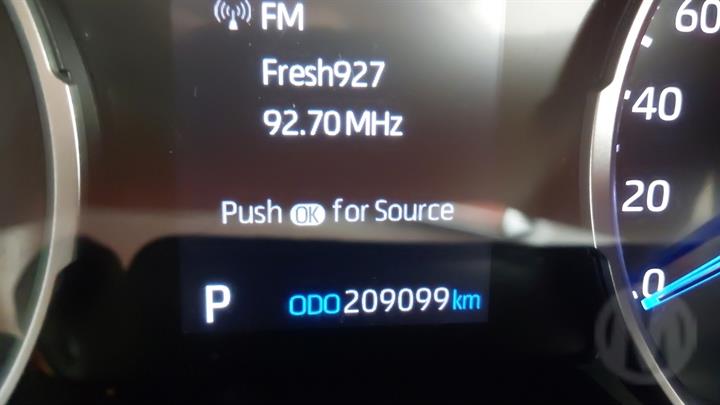 FM
Fresh927
92.70 MHz
Push OK for Source
P ODO 209099 km
60
40
20
0
M